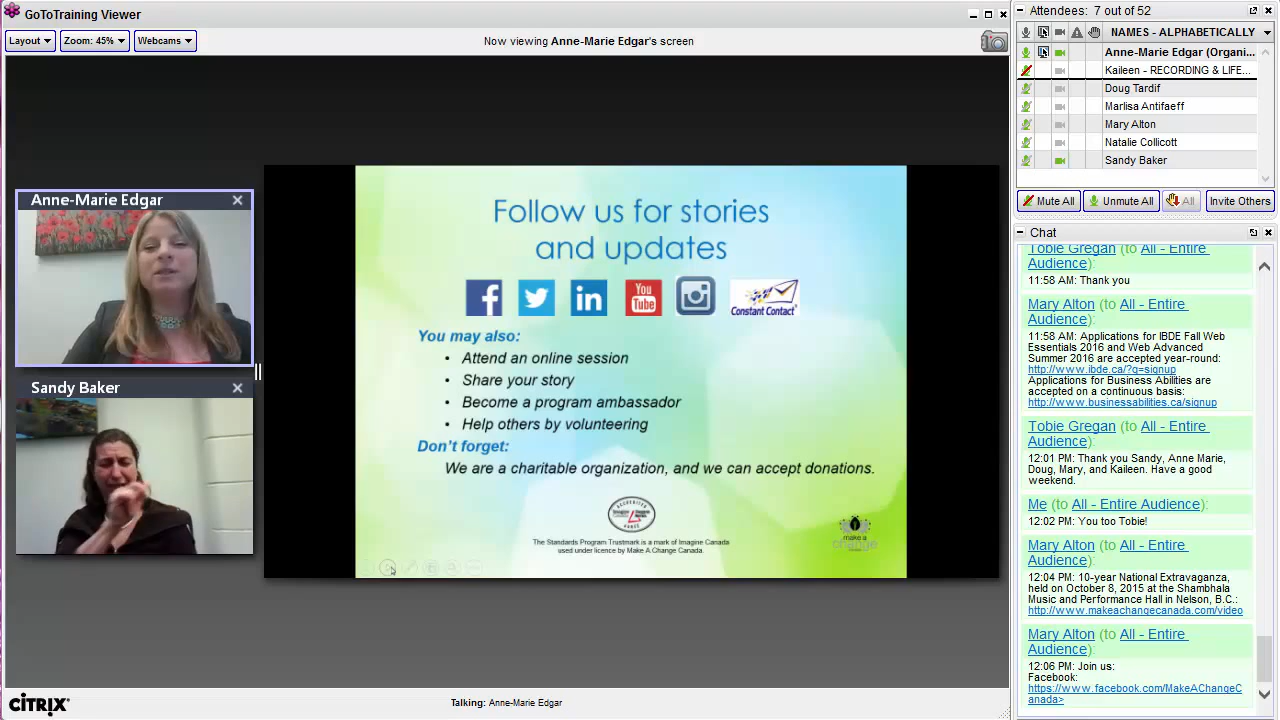 GoToTraining Viewer
Layout
Zoom: 45%
Webcams
Now viewing Anne-Marie Edgar's screen
Anne-Marie Edgar
Sandy Baker
Follow us for stories
and updates
You
Tube
Constant Contact
You may also:
• Attend an online session
• Share your story
• Become a program ambassador
• Help others by volunteering
Don't forget:
We are a charitable organization, and we can accept donations.
The Standards Program Trustmark is a mark of Imagine Canada
used under licence by Make A Change Canada.
make a
change
CITRIX
Talking: Anne-Marie Edgar
Attendees: 7 out of 52
NAMES - ALPHABETICALLY
Anne-Marie Edgar (Organi...
Kaileen - RECORDING & LIFE...
Doug Tardif
Marlisa Antifaeff
Mary Alton
Natalie Collicott
Sandy Baker
Mute All
Unmute All
All
Invite Others
Chat
Tobie Gregan (to All - Entire
Audience):
11:58 AM: Thank you
Mary Alton (to All - Entire
Audience):
11:58 AM: Applications for IBDE Fall Web
Essentials 2016 and Web Advanced
Summer 2016 are accepted year-round:
http://www.ibde.ca/?q=signup
Applications for Business Abilities are
accepted on a continuous basis:
http://www.businessabilities.ca/signup
Tobie Gregan (to All - Entire
Audience):
12:01 PM: Thank you Sandy, Anne Marie,
Doug, Mary, and Kaileen. Have a good
weekend.
Me (to All - Entire Audience):
12:02 PM: You too Tobie!
Mary Alton (to All - Entire
Audience):
12:04 PM: 10-year National Extravaganza,
held on October 8, 2015 at the Shambhala
Music and Performance Hall in Nelson, B.C.:
http://www.makeachangecanada.com/video
Mary Alton (to All - Entire
Audience):
12:06 PM: Join us:
Facebook:
https://www.facebook.com/MakeAChangeC
anada>